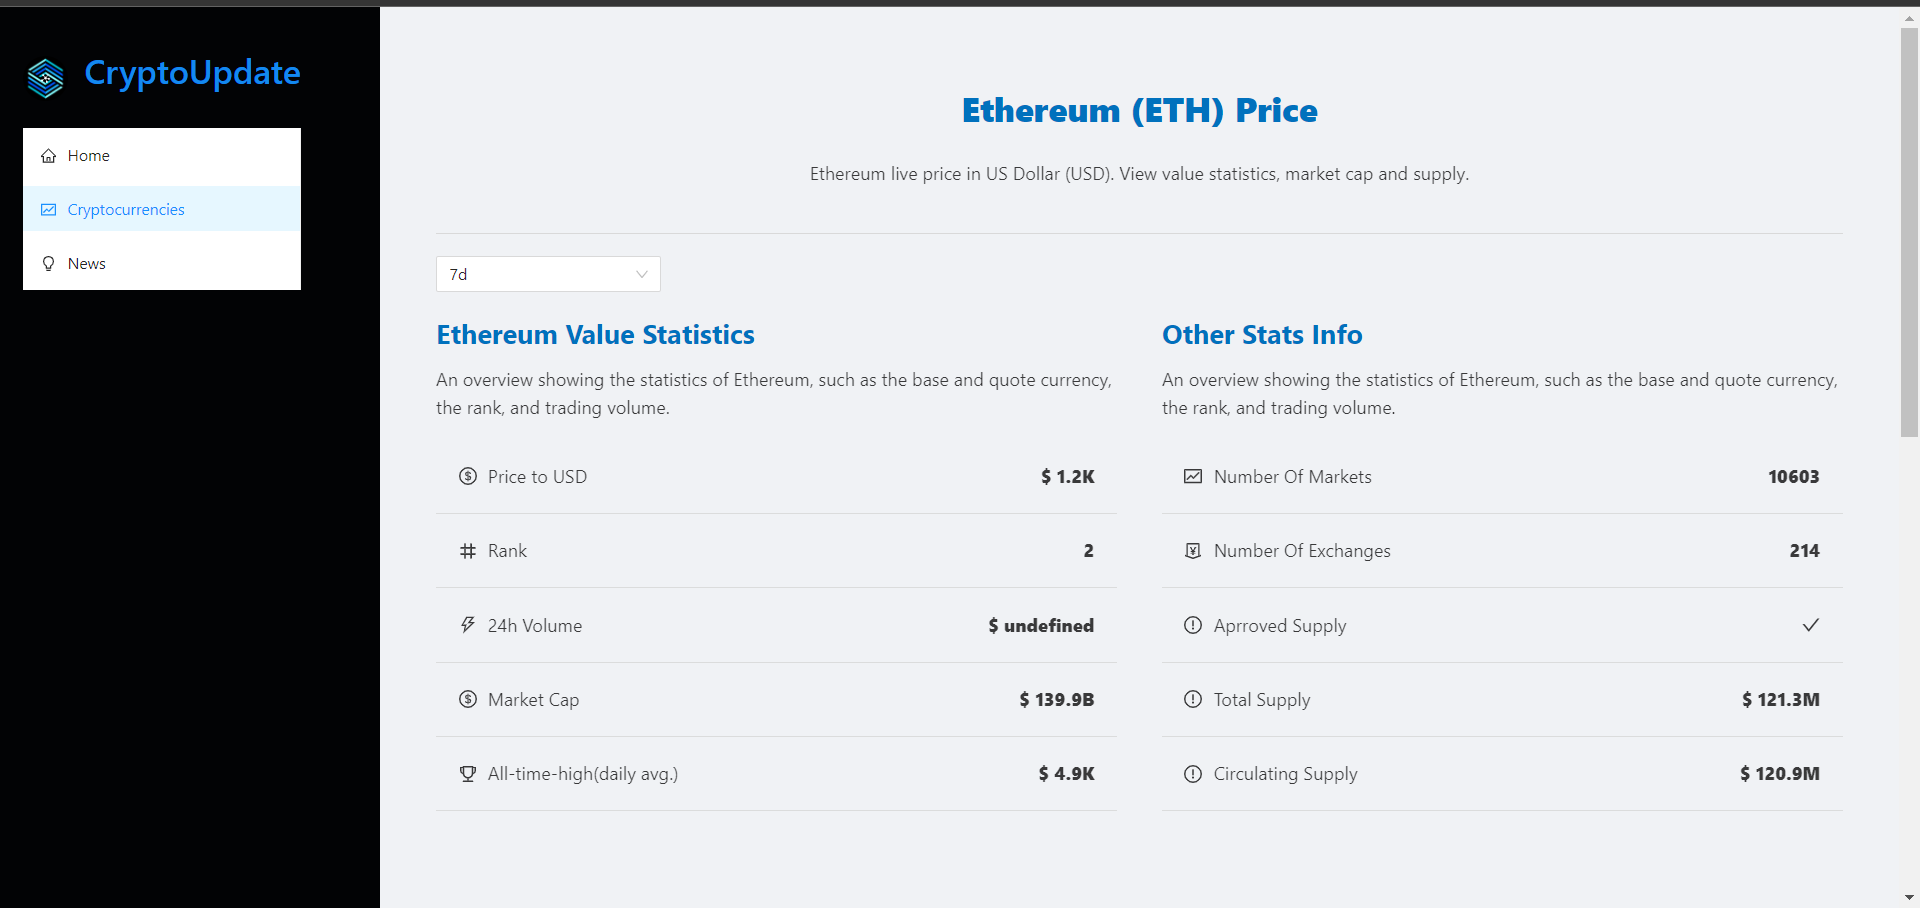 CryptoUpdate
Home
Cryptocurrencies
News
Ethereum (ETH) Price
Ethereum live price in US Dollar (USD). View value statistics, market cap and supply.
7d
Ethereum Value Statistics
An overview showing the statistics of Ethereum, such as the base and quote currency,
the rank, and trading volume.
Price to USD $ 1.2K
Rank 2
24h Volume $ undefined
Market Cap $ 139.9B
All-time-high(daily avg.) $ 4.9K
Other Stats Info
An overview showing the statistics of Ethereum, such as the base and quote currency,
the rank, and trading volume.
Number Of Markets 10603
Number Of Exchanges 214
Aprroved Supply
Total Supply $ 121.3M
Circulating Supply $ 120.9M